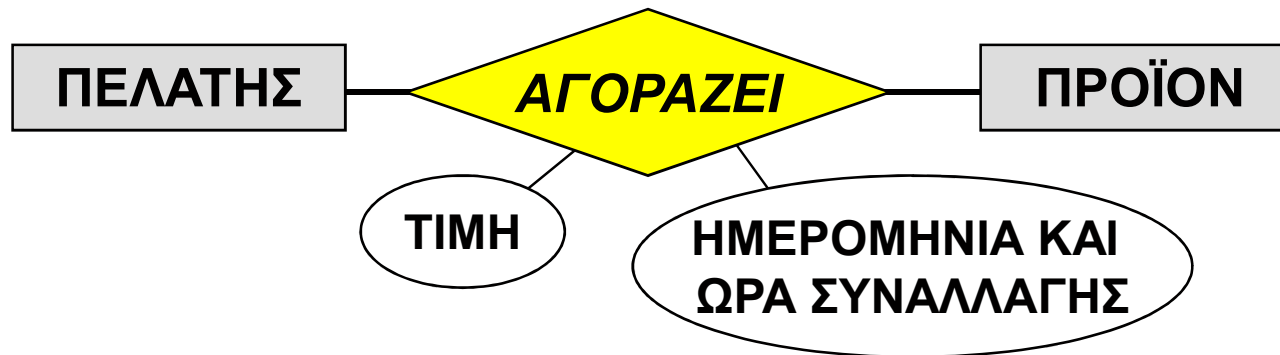 ΠΕΛΑΤΗΣ
ΑΓΟΡΑΖΕΙ
ΠΡΟΪΟΝ
ΤΙΜΗ
ΗΜΕΡΟΜΗΝΙΑ ΚΑΙ
ΩΡΑ ΣΥΝΑΛΛΑΓΗΣ